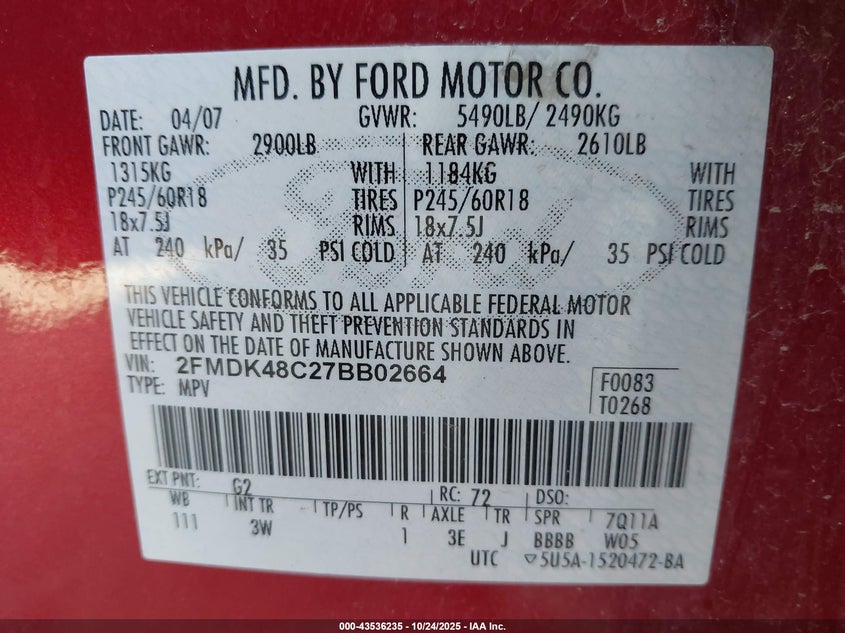 MFD. BY FORD MOTOR CO.
DATE: 04/07 GVWR: 5490LB/ 2490KG
FRONT GAWR: 2900LB REAR GAWR: 2610LB
1315KG WITH 1184KG WITH
P245/60R18 TIRES P245/60R18 TIRES
18x7.5J RIMS 18x7.5J RIMS
AT 240 kPa/ 35 PSI COLD AT 240 kPa/ 35 PSI COLD
THIS VEHICLE CONFORMS TO ALL APPLICABLE FEDERAL MOTOR
VEHICLE SAFETY AND THEFT PREVENTION STANDARDS IN
EFFECT ON THE DATE OF MANUFACTURE SHOWN ABOVE.
VIN: 2FMDK48C27BB02664
TYPE: MPV
F0083
T0268
EXT PNT: G2 RC: 72 DSO:
WB INT TR TP/PS R AXLE TR SPR 7Q11A
111 3W 1 3E J BBBB W05
UTC ▽5U5A-1520472-BA
000-43536235 - 10/24/2025 - IAA Inc.